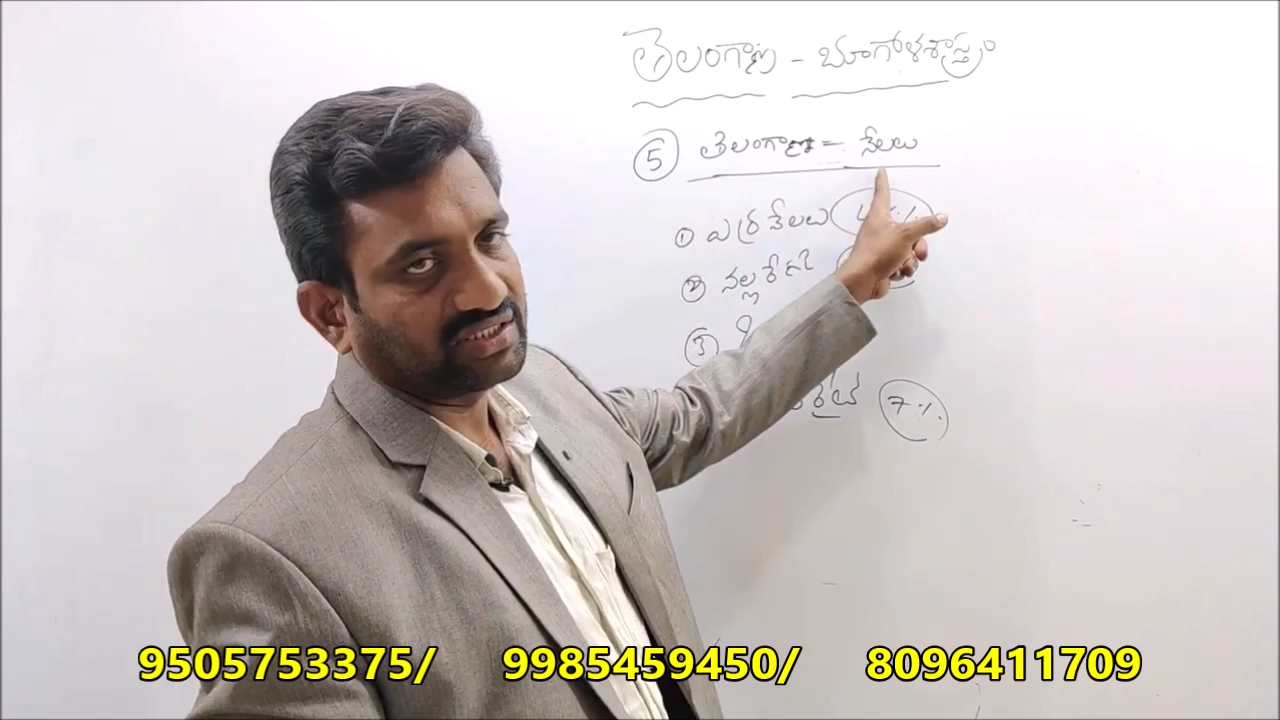 తెలంగాణ - భూగోళశాస్త్రం
5 తెలంగాణ - నేలలు
1 ఎర్ర నేలలు
2 నల్లరేగడి
3
7%
9505753375/ 9985459450/ 8096411709